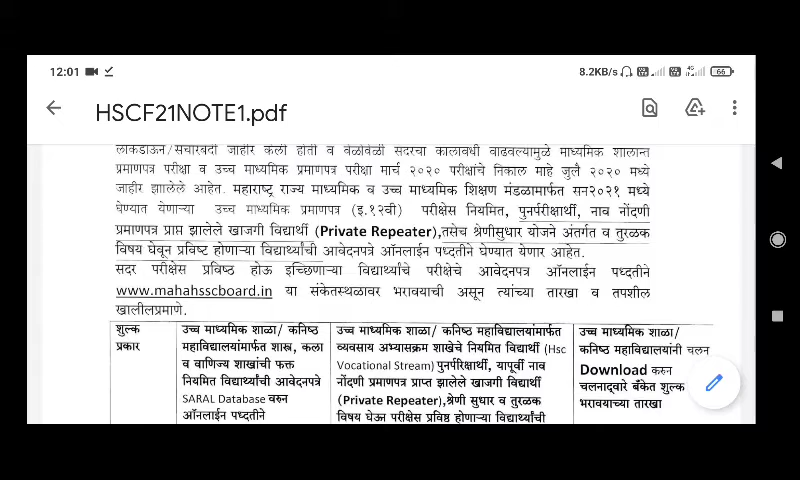 12:01
8.2KB/s
4G
66
HSCF21NOTE1.pdf
लाकडाऊन/संचारबंदी जाहीर केली होती व वेळोवेळी सदरचा कालावधी वाढवल्यामुळे माध्यमिक शालान्त
प्रमाणपत्र परीक्षा व उच्च माध्यमिक प्रमाणपत्र परीक्षा मार्च २०२० परीक्षांचे निकाल माहे जुलै २०२० मध्ये
जाहीर झालेले आहेत. महाराष्ट्र राज्य माध्यमिक व उच्च माध्यमिक शिक्षण मंडळामार्फत सन२०२१ मध्ये
घेण्यात येणाऱ्या उच्च माध्यमिक प्रमाणपत्र (इ.१२वी) परीक्षेस नियमित, पुनर्परीक्षार्थी, नाव नोंदणी
प्रमाणपत्र प्राप्त झालेले खाजगी विद्यार्थी (Private Repeater),तसेच श्रेणीसुधार योजने अंतर्गत व तुरळक
विषय घेवून प्रविष्ट होणाऱ्या विद्यार्थ्यांची आवेदनपत्रे ऑनलाईन पध्दतीने घेण्यात येणार आहेत.
सदर परीक्षेस प्रविष्ठ होऊ इच्छिणाऱ्या विद्यार्थ्यांचे परीक्षेचे आवेदनपत्र ऑनलाईन पध्दतीने
www.mahahsscboard.in या संकेतस्थळावर भरावयाची असून त्यांच्या तारखा व तपशील
खालीलप्रमाणे.
शुल्क
प्रकार
उच्च माध्यमिक शाळा/ कनिष्ठ
महाविद्यालयांमार्फत शास्त्र, कला
व वाणिज्य शाखांची फक्त
नियमित विद्यार्थ्यांची आवेदनपत्रे
SARAL Database वरुन
ऑनलाईन पध्दतीने
उच्च माध्यमिक शाळा/ कनिष्ठ महाविद्यालयांमार्फत
व्यवसाय अभ्यासक्रम शाखेचे नियमित विद्यार्थी (Hsc
Vocational Stream) पुनर्परिक्षार्थी, यापूर्वी नाव
नोंदणी प्रमाणपत्र प्राप्त झालेले खाजगी विद्यार्थी
(Private Repeater),श्रेणी सुधार व तुरळक
विषय घेऊन परीक्षेस प्रविष्ठ होणाऱ्या विद्यार्थ्यांची
उच्च माध्यमिक शाळा/
कनिष्ठ महाविद्यालयांनी चलन
Download करुन
चलनाद्वारे बँकेत शुल्क
भरावयाच्या तारखा